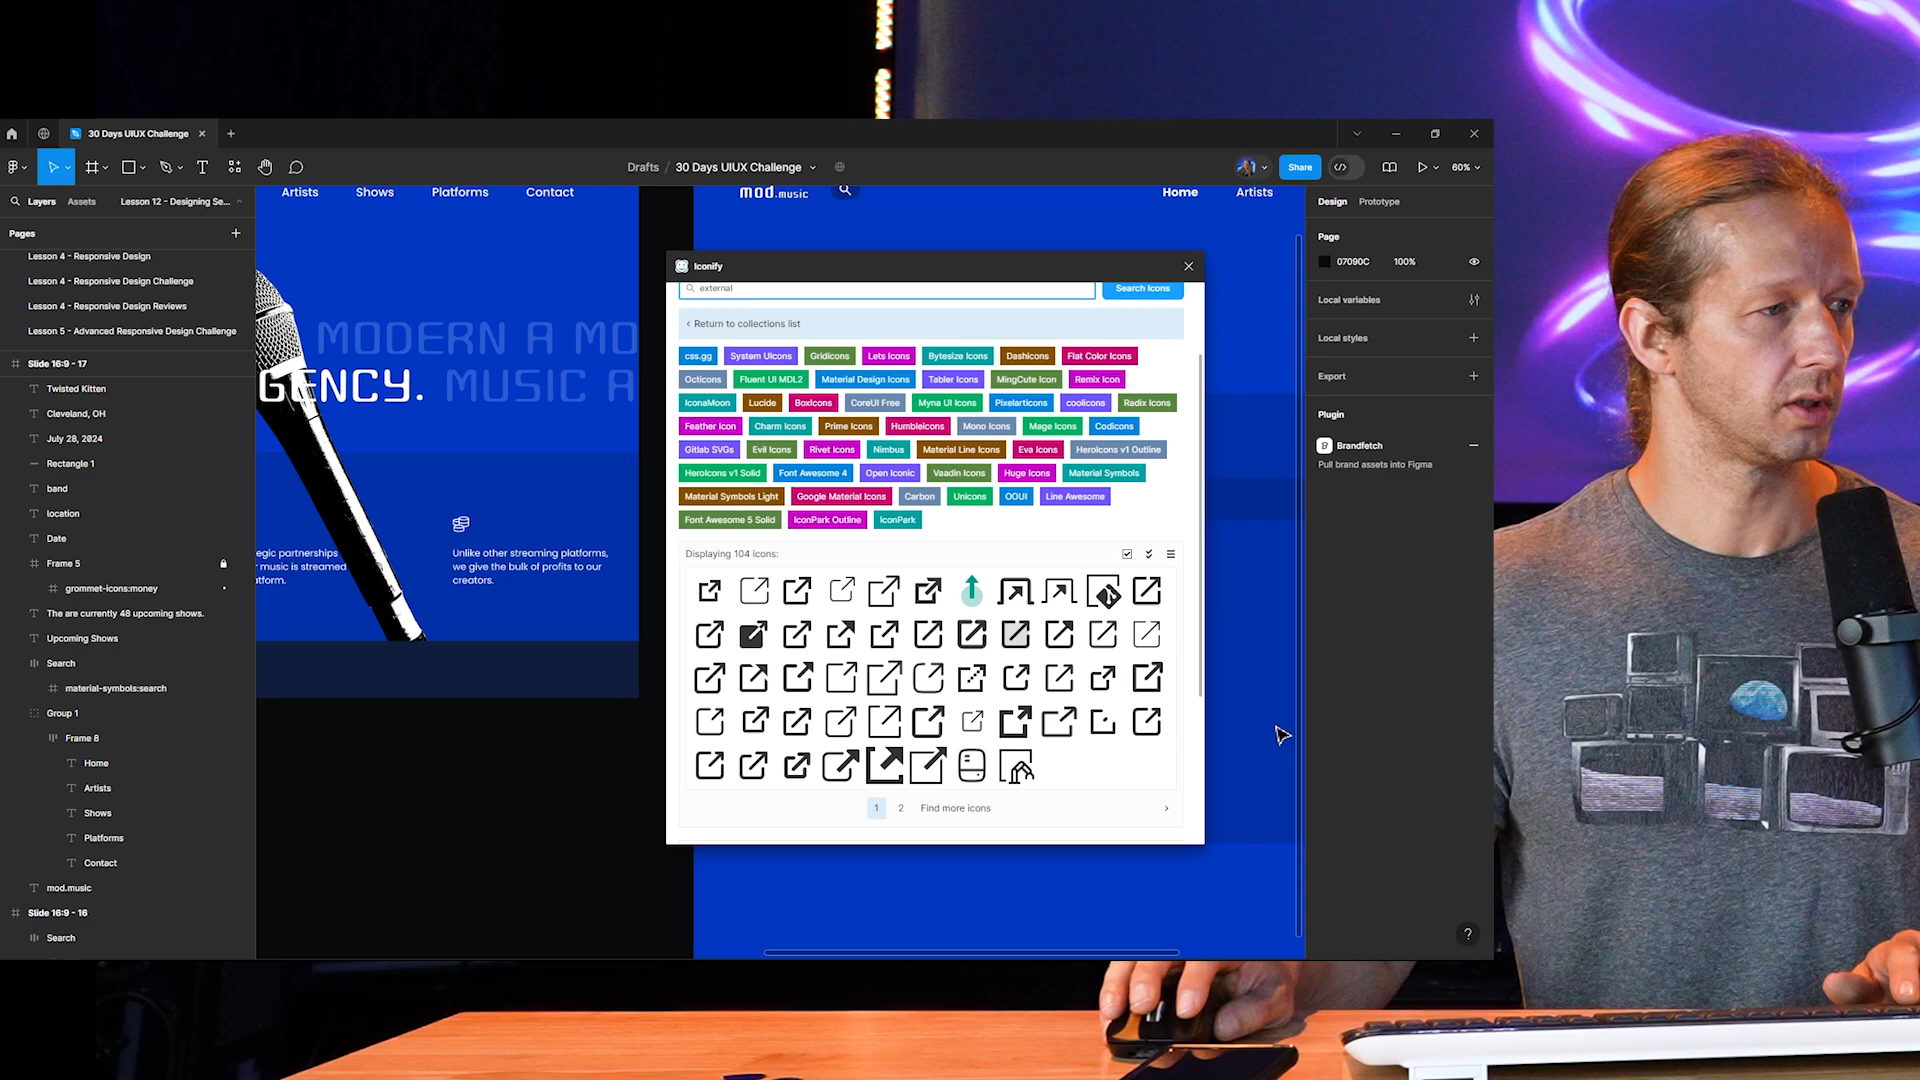 30 Days UIUX Challenge
Drafts / 30 Days UIUX Challenge
Share
60%
Layers Assets Lesson 12 - Designing Se...
Pages
Lesson 4 - Responsive Design
Lesson 4 - Responsive Design Challenge
Lesson 4 - Responsive Design Reviews
Lesson 5 - Advanced Responsive Design Challenge
Slide 16:9 - 17
Twisted Kitten
Cleveland, OH
July 28, 2024
Rectangle 1
band
location
Date
Frame 5
grommet-icons:money
The are currently 48 upcoming shows.
Upcoming Shows
Search
material-symbols:search
Group 1
Frame 8
Home
Artists
Shows
Platforms
Contact
mod.music
Slide 16:9 - 16
Search
Artists Shows Platforms Contact
MODERN A MO
GENCY. MUSIC A
egic partnerships
r music is streamed
atform.
Unlike other streaming platforms,
we give the bulk of profits to our
creators.
mod.music
Home Artists
Iconify
external
Search Icons
Return to collections list
css.gg System UIcons Gridicons Lets Icons Bytesize Icons Dashicons Flat Color Icons
Octicons Fluent UI MDL2 Material Design Icons Tabler Icons MingCute Icon Remix Icon
IconaMoon Lucide BoxIcons CoreUI Free Myna UI Icons Pixelarticons coolicons Radix Icons
Feather Icon Charm Icons Prime Icons Humbleicons Mono Icons Mage Icons Codicons
Gitlab SVGs Evil Icons Rivet Icons Nimbus Material Line Icons Eva Icons HeroIcons v1 Outline
HeroIcons v1 Solid Font Awesome 4 Open Iconic Vaadin Icons Huge Icons Material Symbols
Material Symbols Light Google Material Icons Carbon Unicons OOUI Line Awesome
Font Awesome 5 Solid IconPark Outline IconPark
Displaying 104 icons:
1 2 Find more icons
Design Prototype
Page
07090C 100%
Local variables
Local styles
Export
Plugin
Brandfetch
Pull brand assets into Figma
?